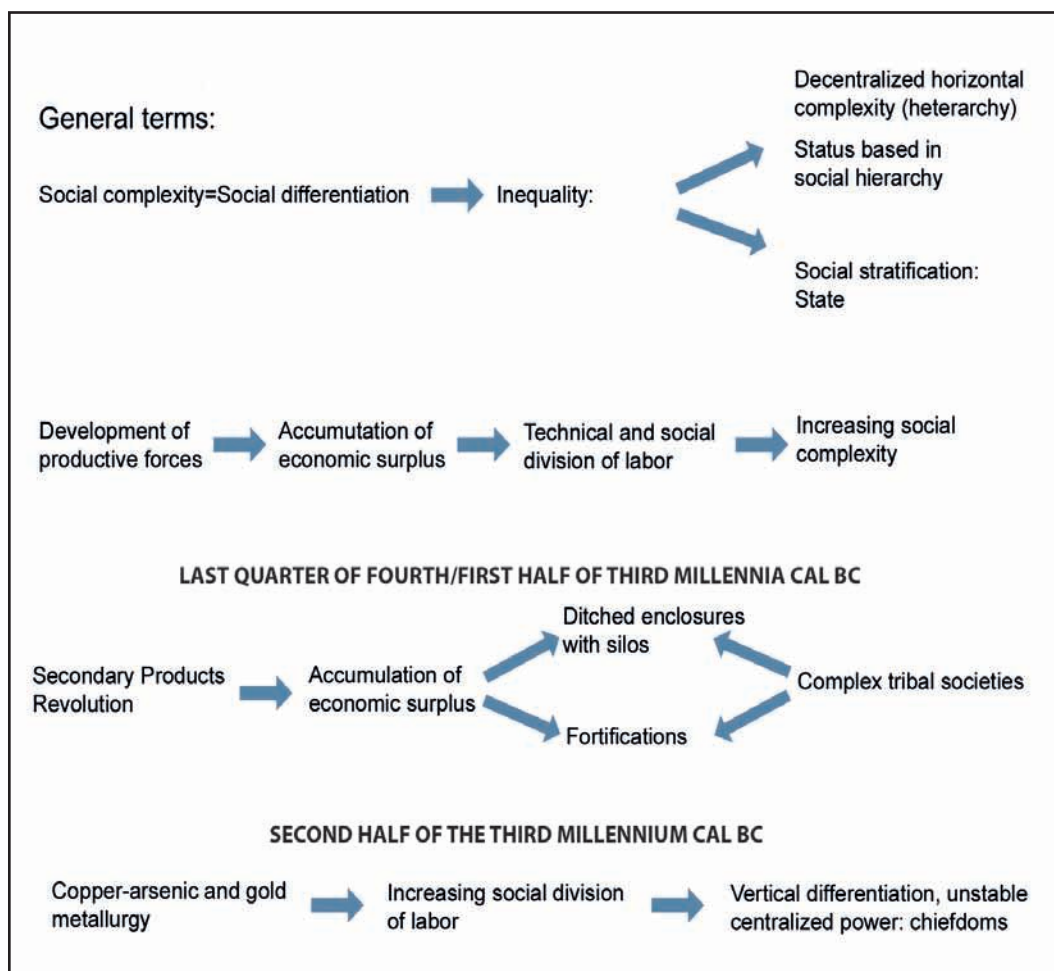 General terms:
Social complexity=Social differentiation
Inequality:
Decentralized horizontal
complexity (heterarchy)
Status based in
social hierarchy
Social stratification:
State
Development of
productive forces
Accumutation of
economic surplus
Technical and social
division of labor
Increasing social
complexity
LAST QUARTER OF FOURTH/FIRST HALF OF THIRD MILLENNIA CAL BC
Secondary Products
Revolution
Accumulation of
economic surplus
Ditched enclosures
with silos
Fortifications
Complex tribal societies
SECOND HALF OF THE THIRD MILLENNIUM CAL BC
Copper-arsenic and gold
metallurgy
Increasing social division
of labor
Vertical differentiation, unstable
centralized power: chiefdoms